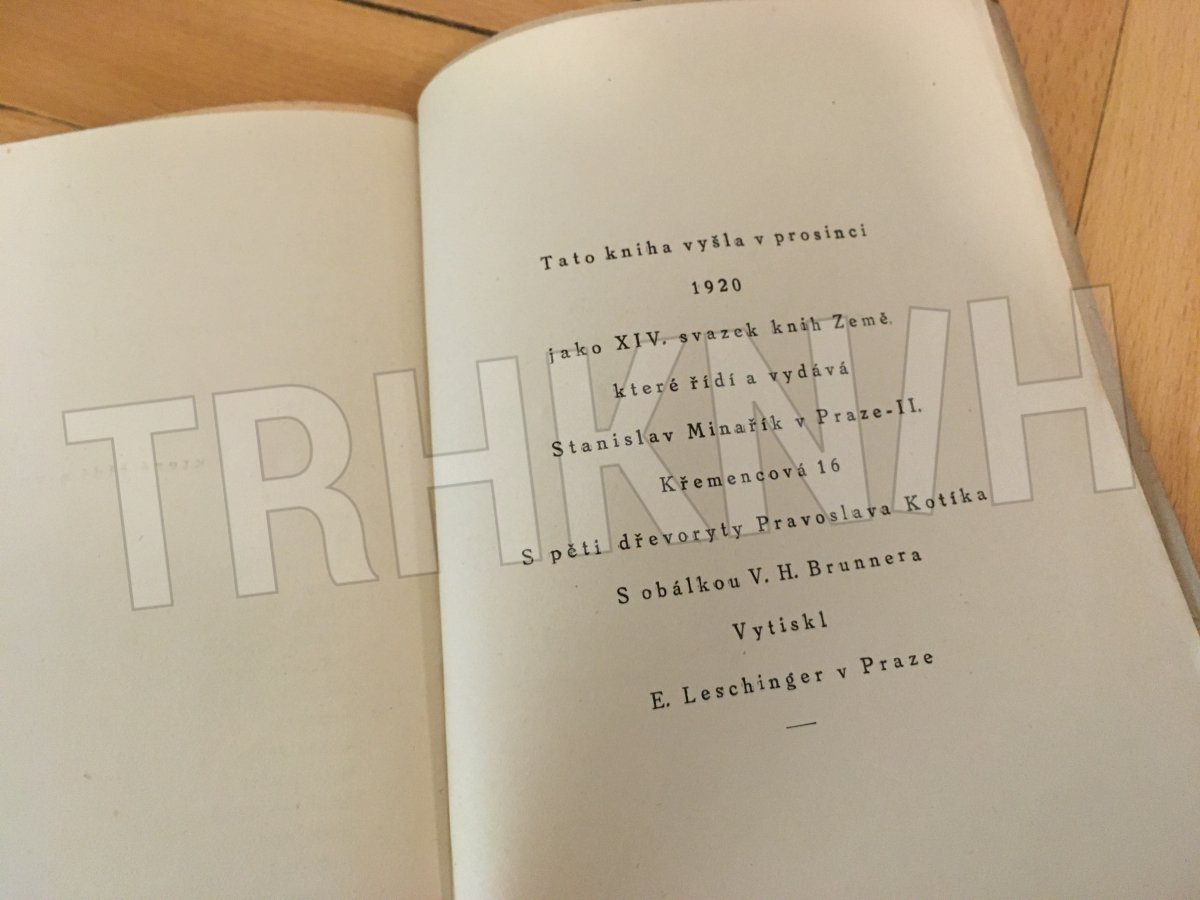 Tato kniha vyšla v prosinci
1920
jako XIV. svazek knih Země,
které řídí a vydává
Stanislav Minařík v Praze-II.
Křemencová 16
S pěti dřevoryty Pravoslava Kotíka
S obálkou V. H. Brunnera
Vytiskl
E. Leschinger v Praze
TRHKN/H